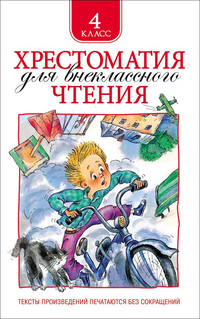 4
КЛАСС
ХРЕСТОМАТИЯ
для внеклассного
ЧТЕНИЯ
ТЕКСТЫ ПРОИЗВЕДЕНИЙ ПЕЧАТАЮТСЯ БЕЗ СОКРАЩЕНИЙ